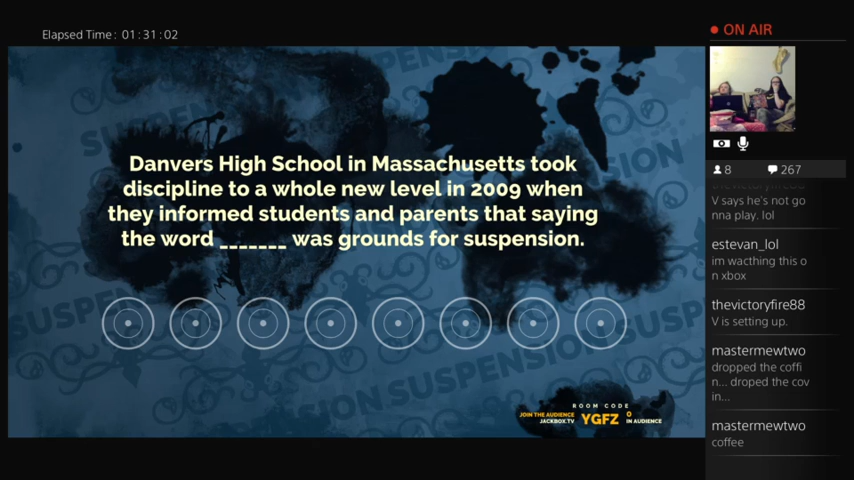 Elapsed Time : 01:31:02
ON AIR
Danvers High School in Massachusetts took
discipline to a whole new level in 2009 when
they informed students and parents that saying
the word _______ was grounds for suspension.
SUSPENSION
ROOM CODE
JOIN THE AUDIENCE
JACKBOX.TV
YGFZ
0
IN AUDIENCE
8
267
V says he's not go
nna play. lol
estevan_lol
im wacthing this o
n xbox
thevictoryfire88
V is setting up.
mastermewtwo
dropped the coffi
n... droped the cov
in...
mastermewtwo
coffee